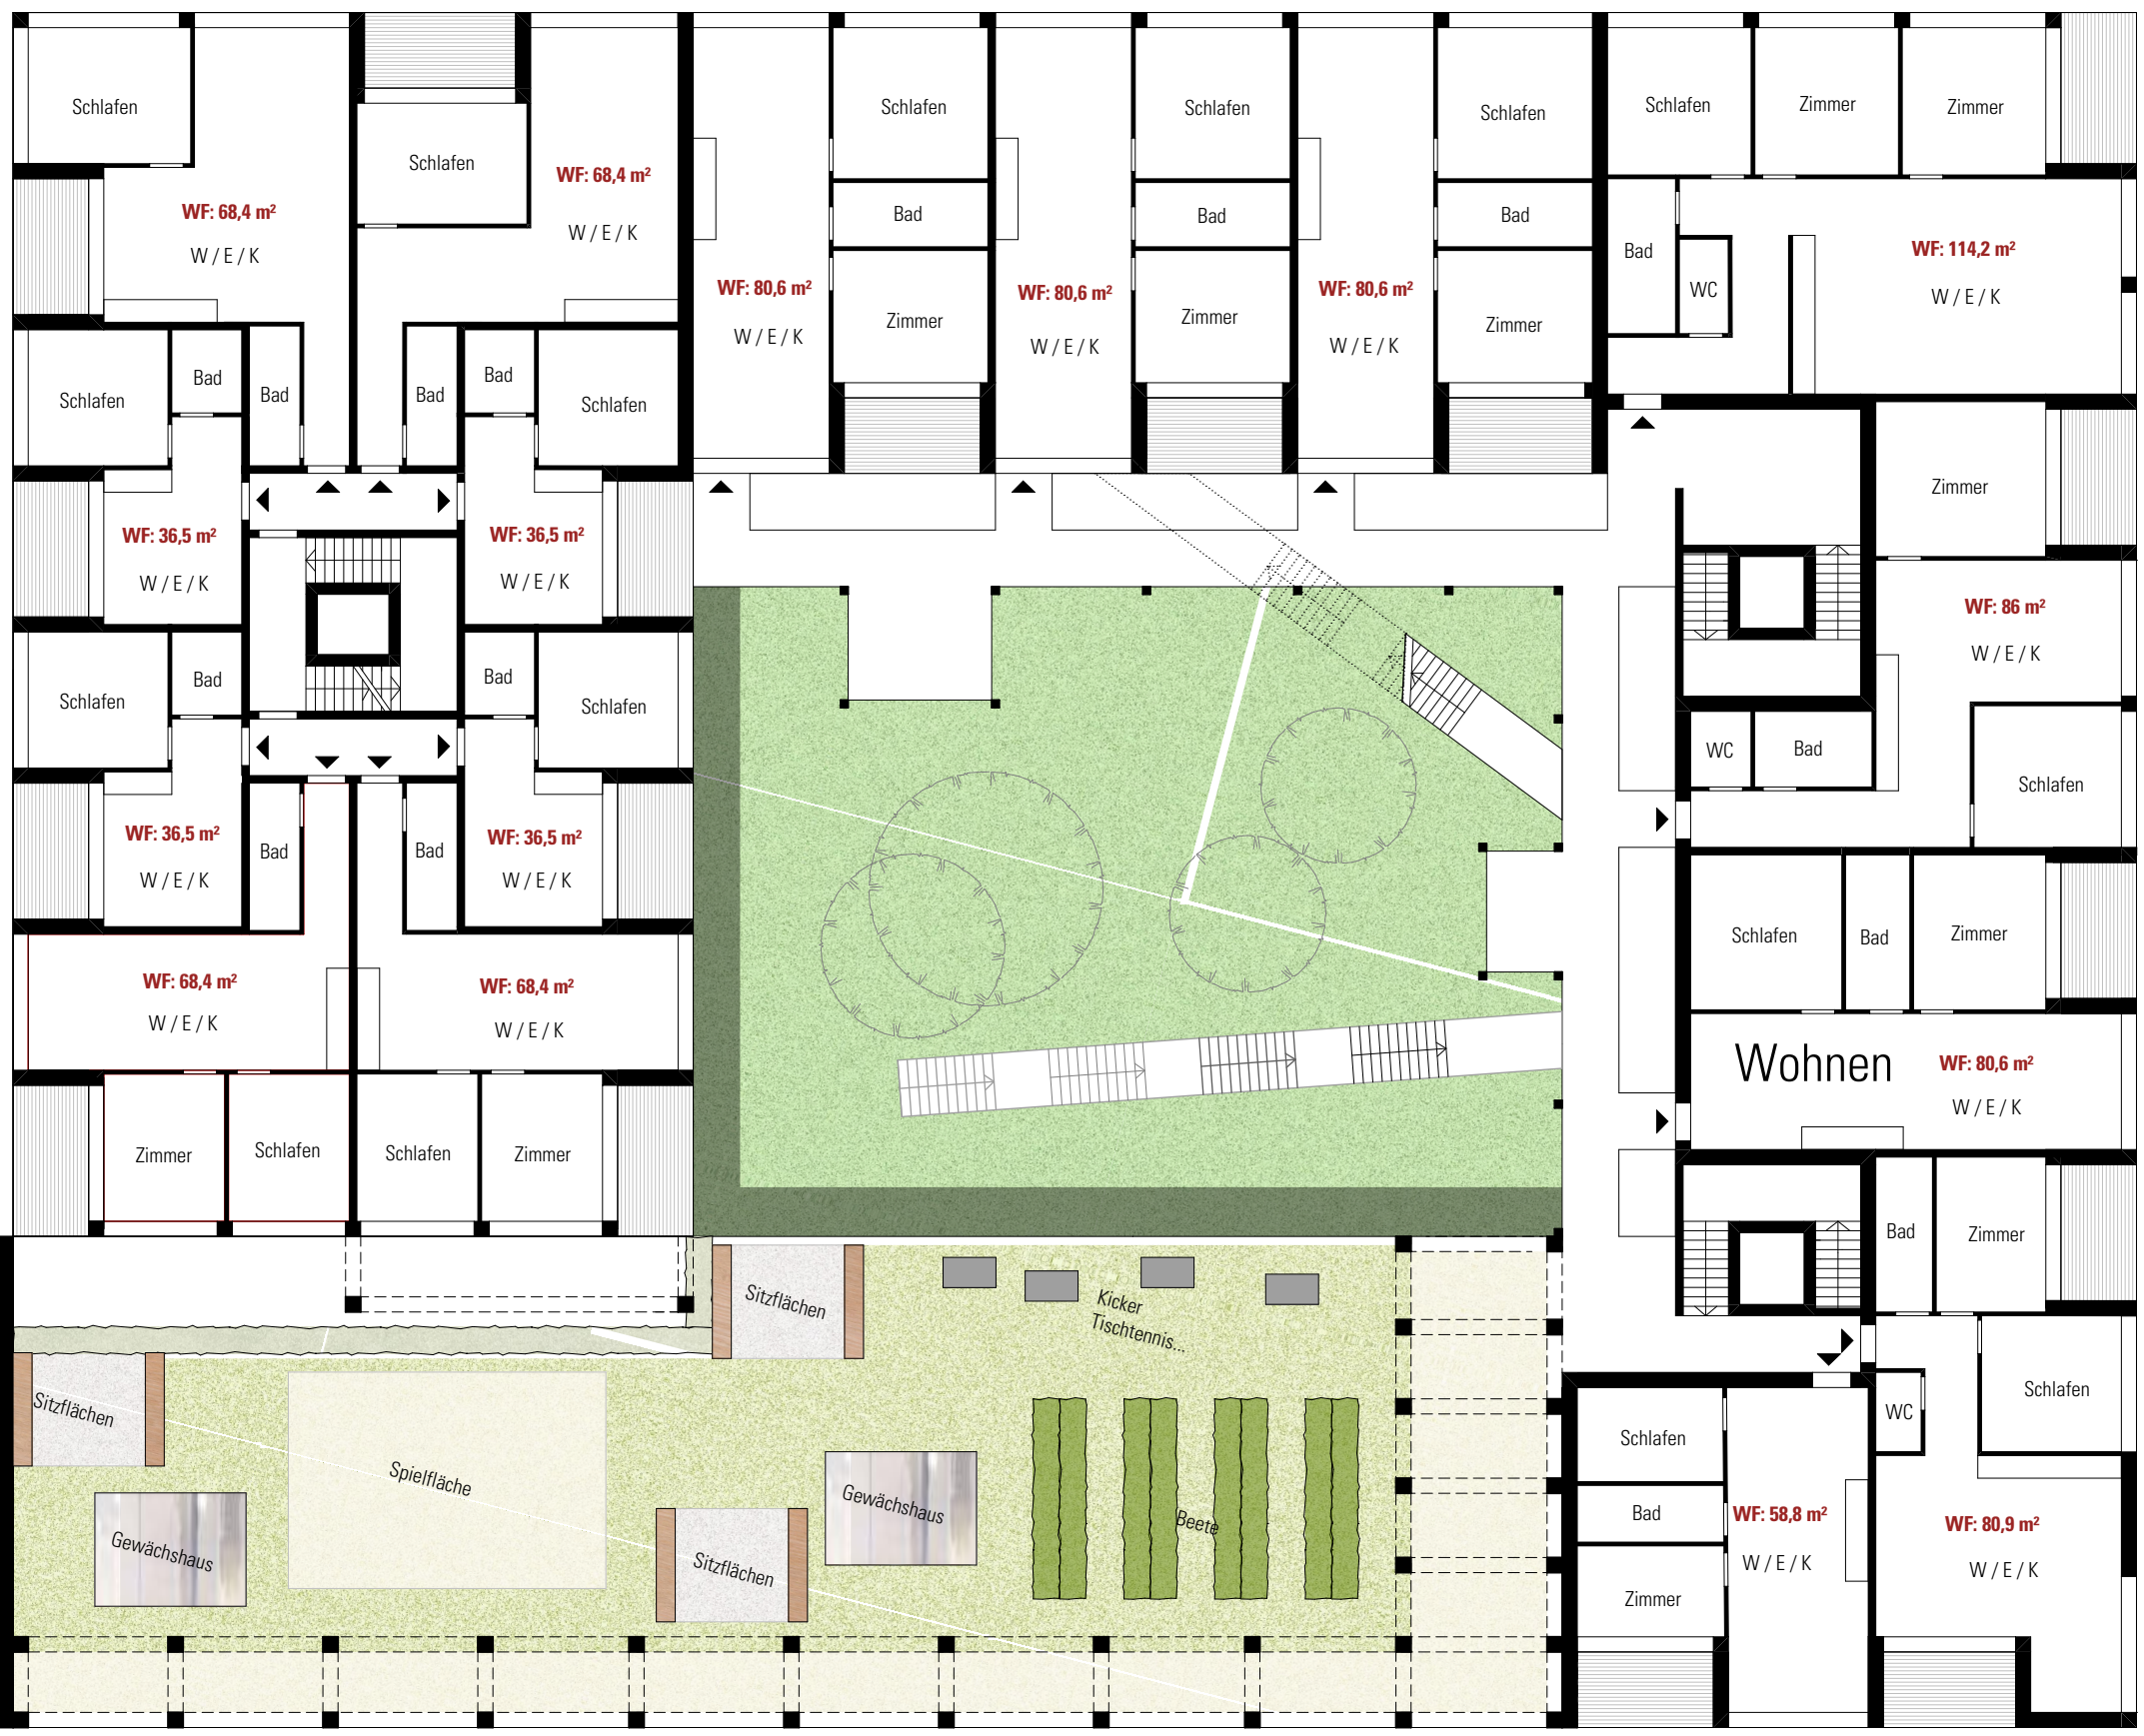 Schlafen
WF: 68,4 m²
W / E / K
Schlafen
WF: 68,4 m²
W / E / K
Schlafen
Bad
Bad
Bad
Bad
Schlafen
WF: 36,5 m²
W / E / K
WF: 36,5 m²
W / E / K
Schlafen
Bad
Bad
Schlafen
WF: 36,5 m²
W / E / K
Bad
Bad
WF: 36,5 m²
W / E / K
WF: 68,4 m²
W / E / K
WF: 68,4 m²
W / E / K
Zimmer
Schlafen
Schlafen
Zimmer
WF: 80,6 m²
W / E / K
Schlafen
Bad
Zimmer
WF: 80,6 m²
W / E / K
Schlafen
Bad
Zimmer
WF: 80,6 m²
W / E / K
Schlafen
Bad
Zimmer
Schlafen
Zimmer
Zimmer
Bad
WC
WF: 114,2 m²
W / E / K
Zimmer
WF: 86 m²
W / E / K
WC
Bad
Schlafen
Schlafen
Bad
Zimmer
Wohnen
WF: 80,6 m²
W / E / K
Bad
Zimmer
Schlafen
WC
WF: 80,9 m²
W / E / K
Schlafen
Bad
Zimmer
WF: 58,8 m²
W / E / K
Sitzflächen
Kicker
Tischtennis...
Sitzflächen
Spielfläche
Gewächshaus
Gewächshaus
Sitzflächen
Beete